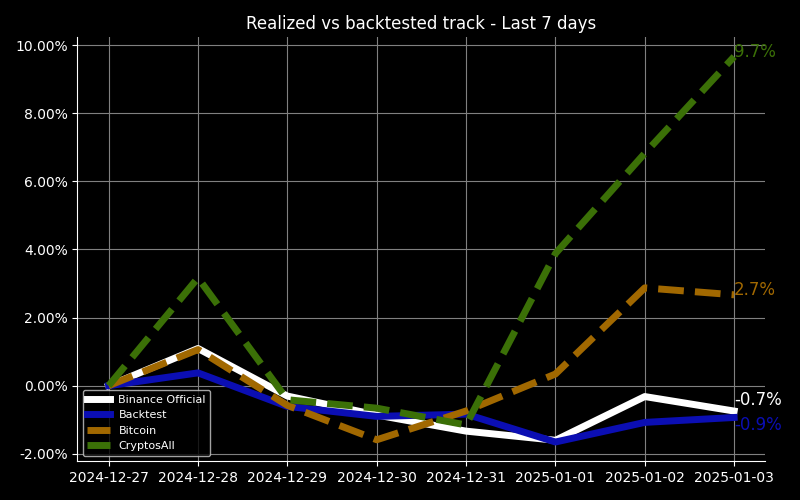 Realized vs backtested track - Last 7 days
10.00%
8.00%
6.00%
4.00%
2.00%
0.00%
-2.00%
9.7%
2.7%
-0.7%
-0.9%
Binance Official
Backtest
Bitcoin
CryptosAll
2024-12-27 2024-12-28 2024-12-29 2024-12-30 2024-12-31 2025-01-01 2025-01-02 2025-01-03